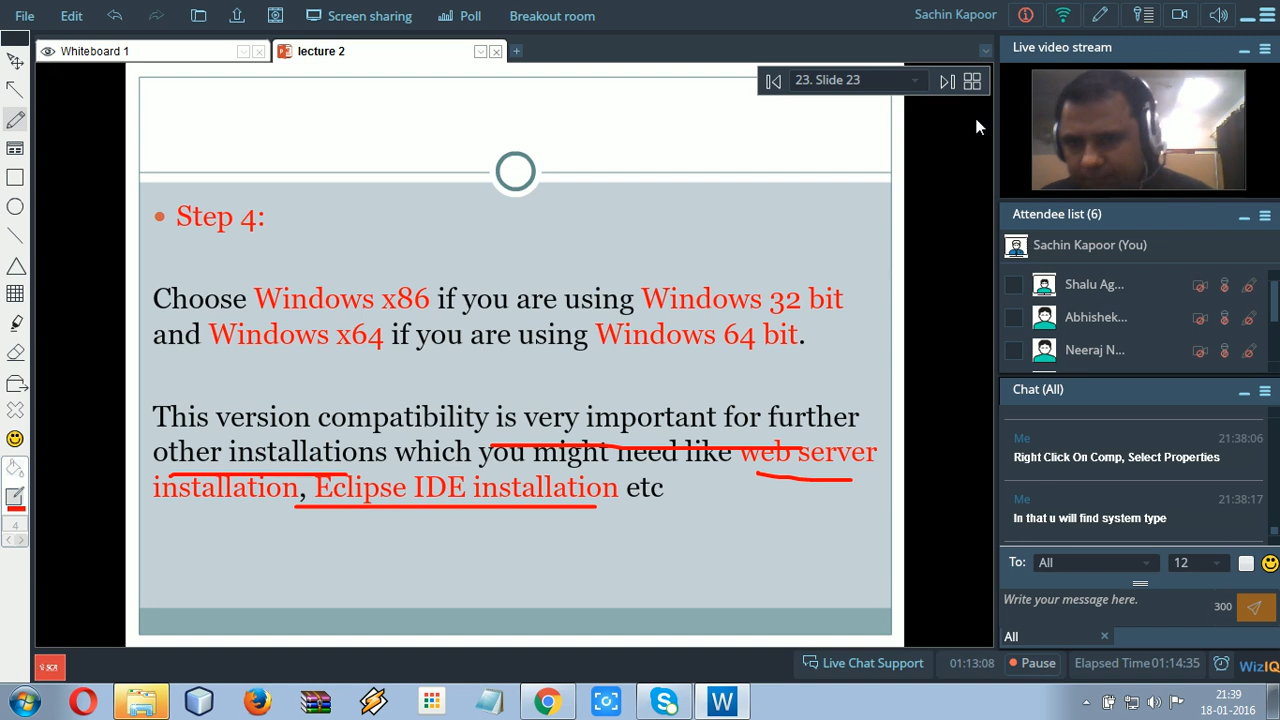 File Edit Screen sharing Poll Breakout room Sachin Kapoor
Whiteboard 1 lecture 2
Live video stream
23. Slide 23
• Step 4:
Choose Windows x86 if you are using Windows 32 bit
and Windows x64 if you are using Windows 64 bit.
This version compatibility is very important for further
other installations which you might need like web server
installation, Eclipse IDE installation etc
Attendee list (6)
Sachin Kapoor (You)
Shalu Ag...
Abhishek...
Neeraj N...
Chat (All)
Me 21:38:06
Right Click On Comp, Select Properties
Me 21:38:17
In that u will find system type
To: All 12
Write your message here. 300
All
4
Live Chat Support 01:13:08 Pause Elapsed Time 01:14:35 WizIQ
21:39
18-01-2016